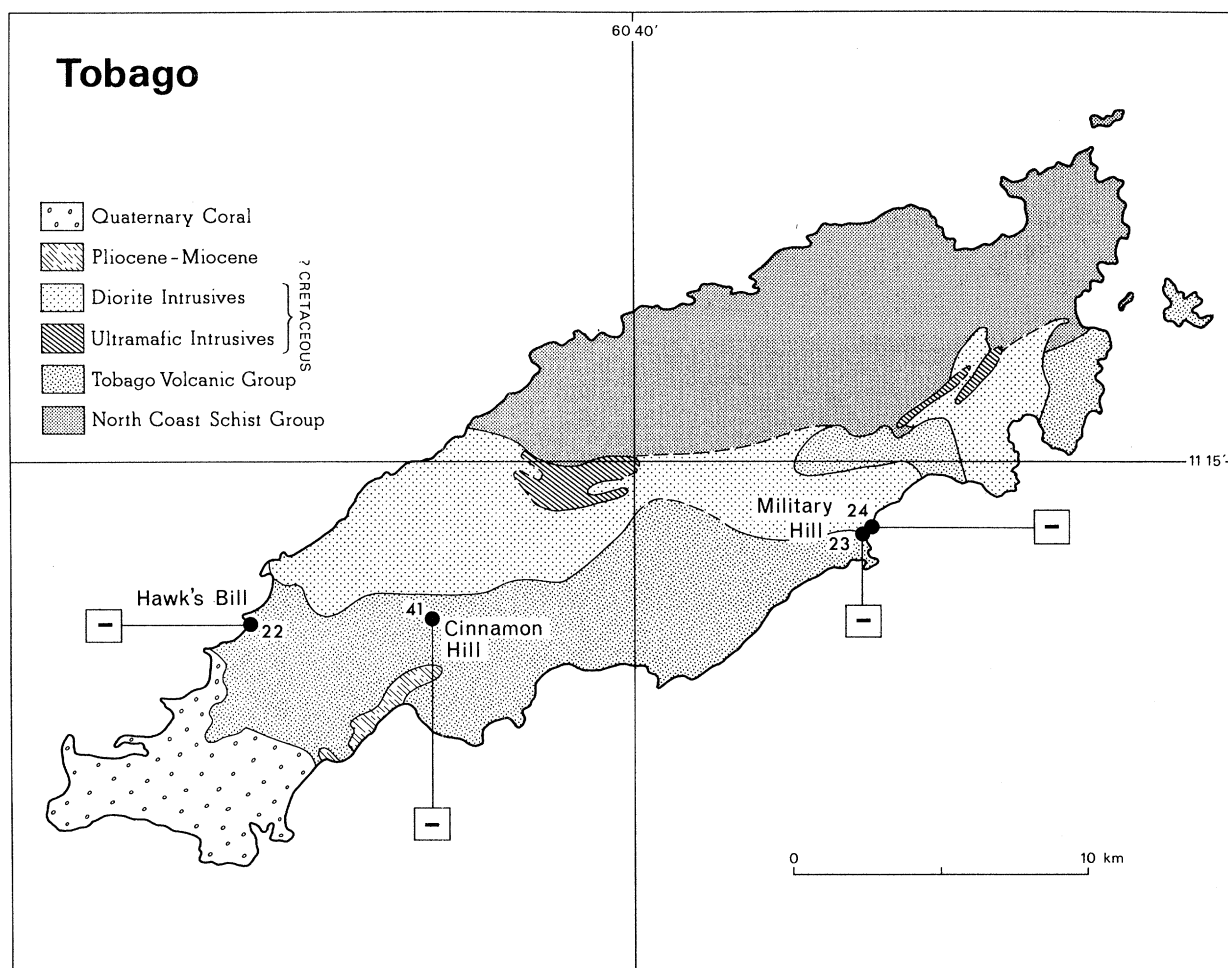 60 40'
Tobago
Quaternary Coral
Pliocene-Miocene
Diorite Intrusives
Ultramafic Intrusives
? CRETACEOUS
Tobago Volcanic Group
North Coast Schist Group
11 15'
Military
Hill
24
23
–
–
Hawk's Bill
–
22
41
Cinnamon
Hill
–
0 10 km